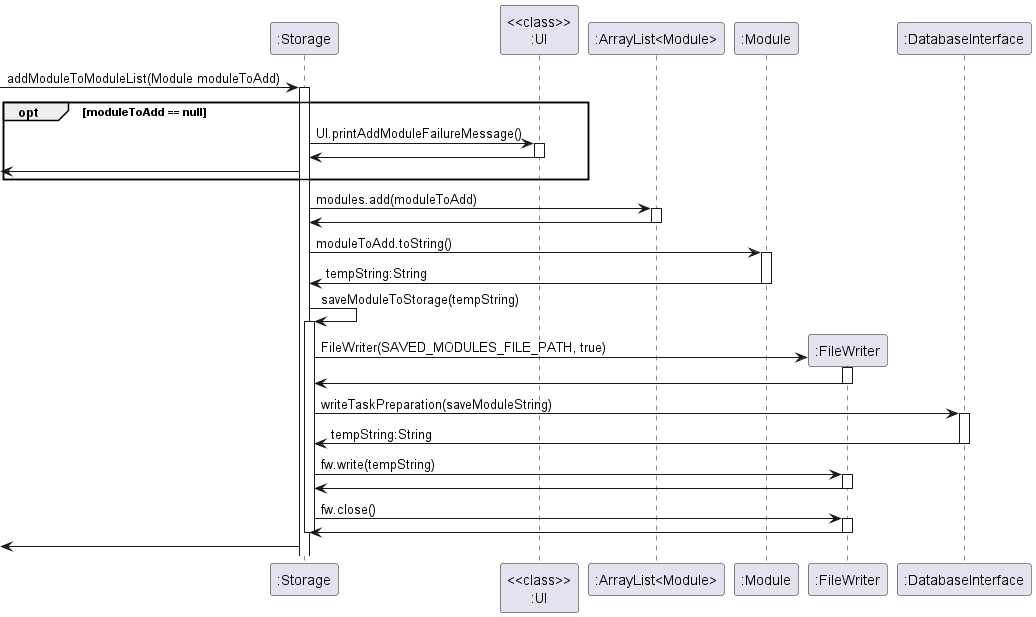 <<class>>
:Storage
:UI
:ArrayList<Module>
:Module
:DatabaseInterface
addModuleToModuleList(Module moduleToAdd)
opt
[moduleToAdd == null]
UI.printAddModuleFailureMessage()
modules.add(moduleToAdd)
moduleToAdd.toString()
tempString:String
saveModuleToStorage(tempString)
FileWriter(SAVED_MODULES_FILE_PATH, true)
:FileWriter
writeTaskPreparation(saveModuleString)
tempString:String
fw.write(tempString)
fw.close()
:Storage
<<class>>
:UI
:ArrayList<Module>
:Module
:FileWriter
:DatabaseInterface